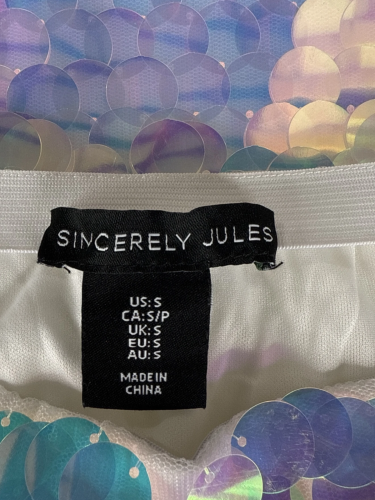 SINCERELY JULES
US:S
CA:S/P
UK:S
EU:S
AU:S
MADE IN
CHINA